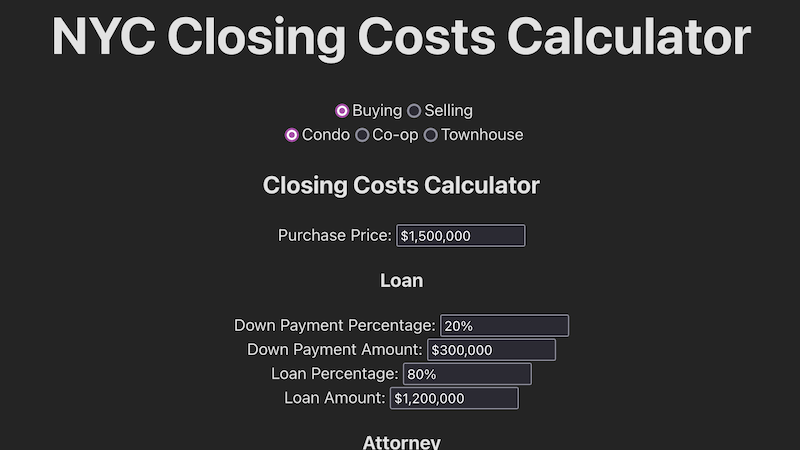 NYC Closing Costs Calculator
Buying Selling
Condo Co-op Townhouse
Closing Costs Calculator
Purchase Price: $1,500,000
Loan
Down Payment Percentage: 20%
Down Payment Amount: $300,000
Loan Percentage: 80%
Loan Amount: $1,200,000
Attorney